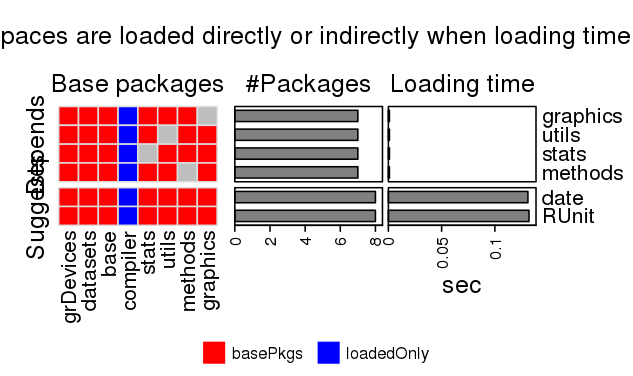 paces are loaded directly or indirectly when loading time
Base packages #Packages Loading time
Depends
Suggests
graphics
utils
stats
methods
date
RUnit
grDevices
datasets
base
compiler
stats
utils
methods
graphics
0 2 4 6 8
0 0.05 0.1
sec
basePkgs loadedOnly